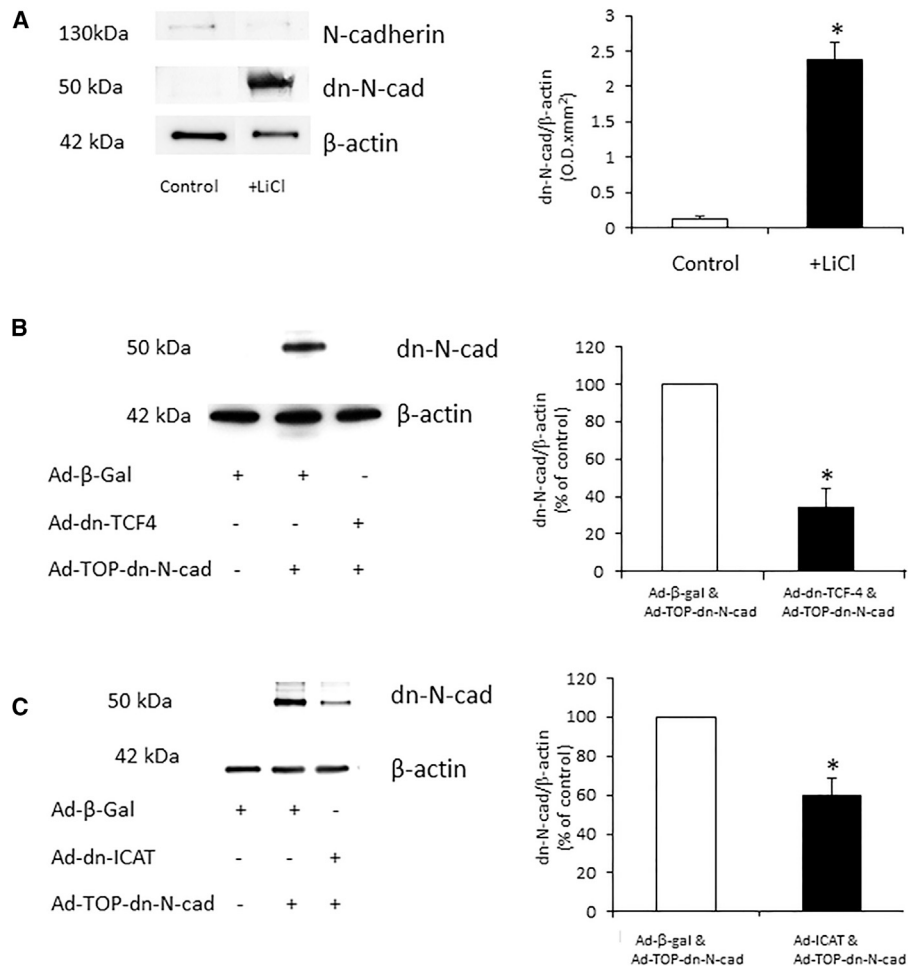 A
130kDa
N-cadherin
50 kDa
dn-N-cad
42 kDa
β-actin
Control
+LiCl
dn-N-cad/β-actin
(O.D.xmm²)
3
2.5
2
1.5
1
0.5
0
*
Control
+LiCl
B
50 kDa
dn-N-cad
42 kDa
β-actin
Ad-β-Gal + + -
Ad-dn-TCF4 - - +
Ad-TOP-dn-N-cad - + +
dn-N-cad/β-actin
(% of control)
120
100
80
60
40
20
0
*
Ad-β-gal &
Ad-TOP-dn-N-cad
Ad-dn-TCF-4 &
Ad-TOP-dn-N-cad
C
50 kDa
dn-N-cad
42 kDa
β-actin
Ad-β-Gal + + -
Ad-dn-ICAT - - +
Ad-TOP-dn-N-cad - + +
dn-N-cad/β-actin
(% of control)
120
100
80
60
40
20
0
*
Ad-β-gal &
Ad-TOP-dn-N-cad
Ad-ICAT &
Ad-TOP-dn-N-cad